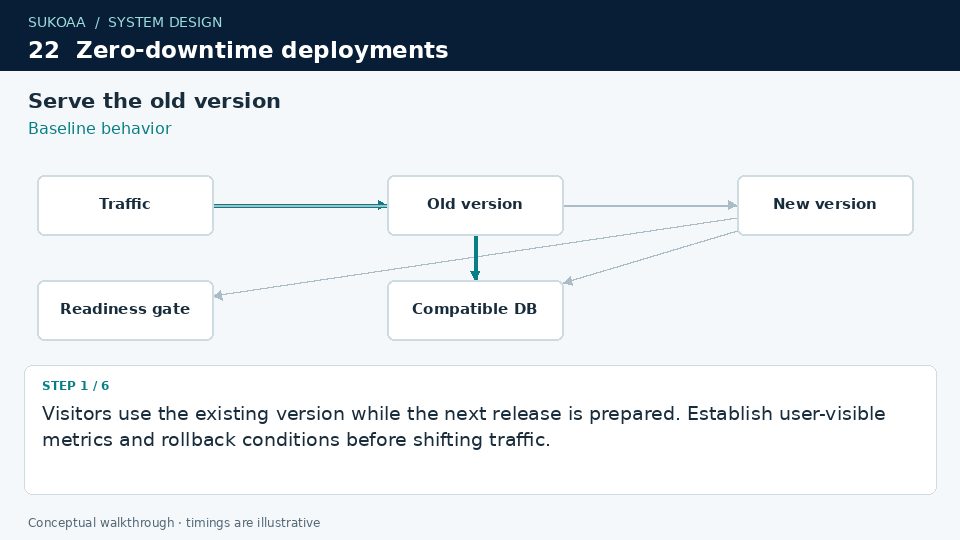 SUKOAA / SYSTEM DESIGN
22 Zero-downtime deployments
Serve the old version
Baseline behavior
Traffic
Old version
New version
Readiness gate
Compatible DB
STEP 1 / 6
Visitors use the existing version while the next release is prepared. Establish user-visible
metrics and rollback conditions before shifting traffic.
Conceptual walkthrough · timings are illustrative